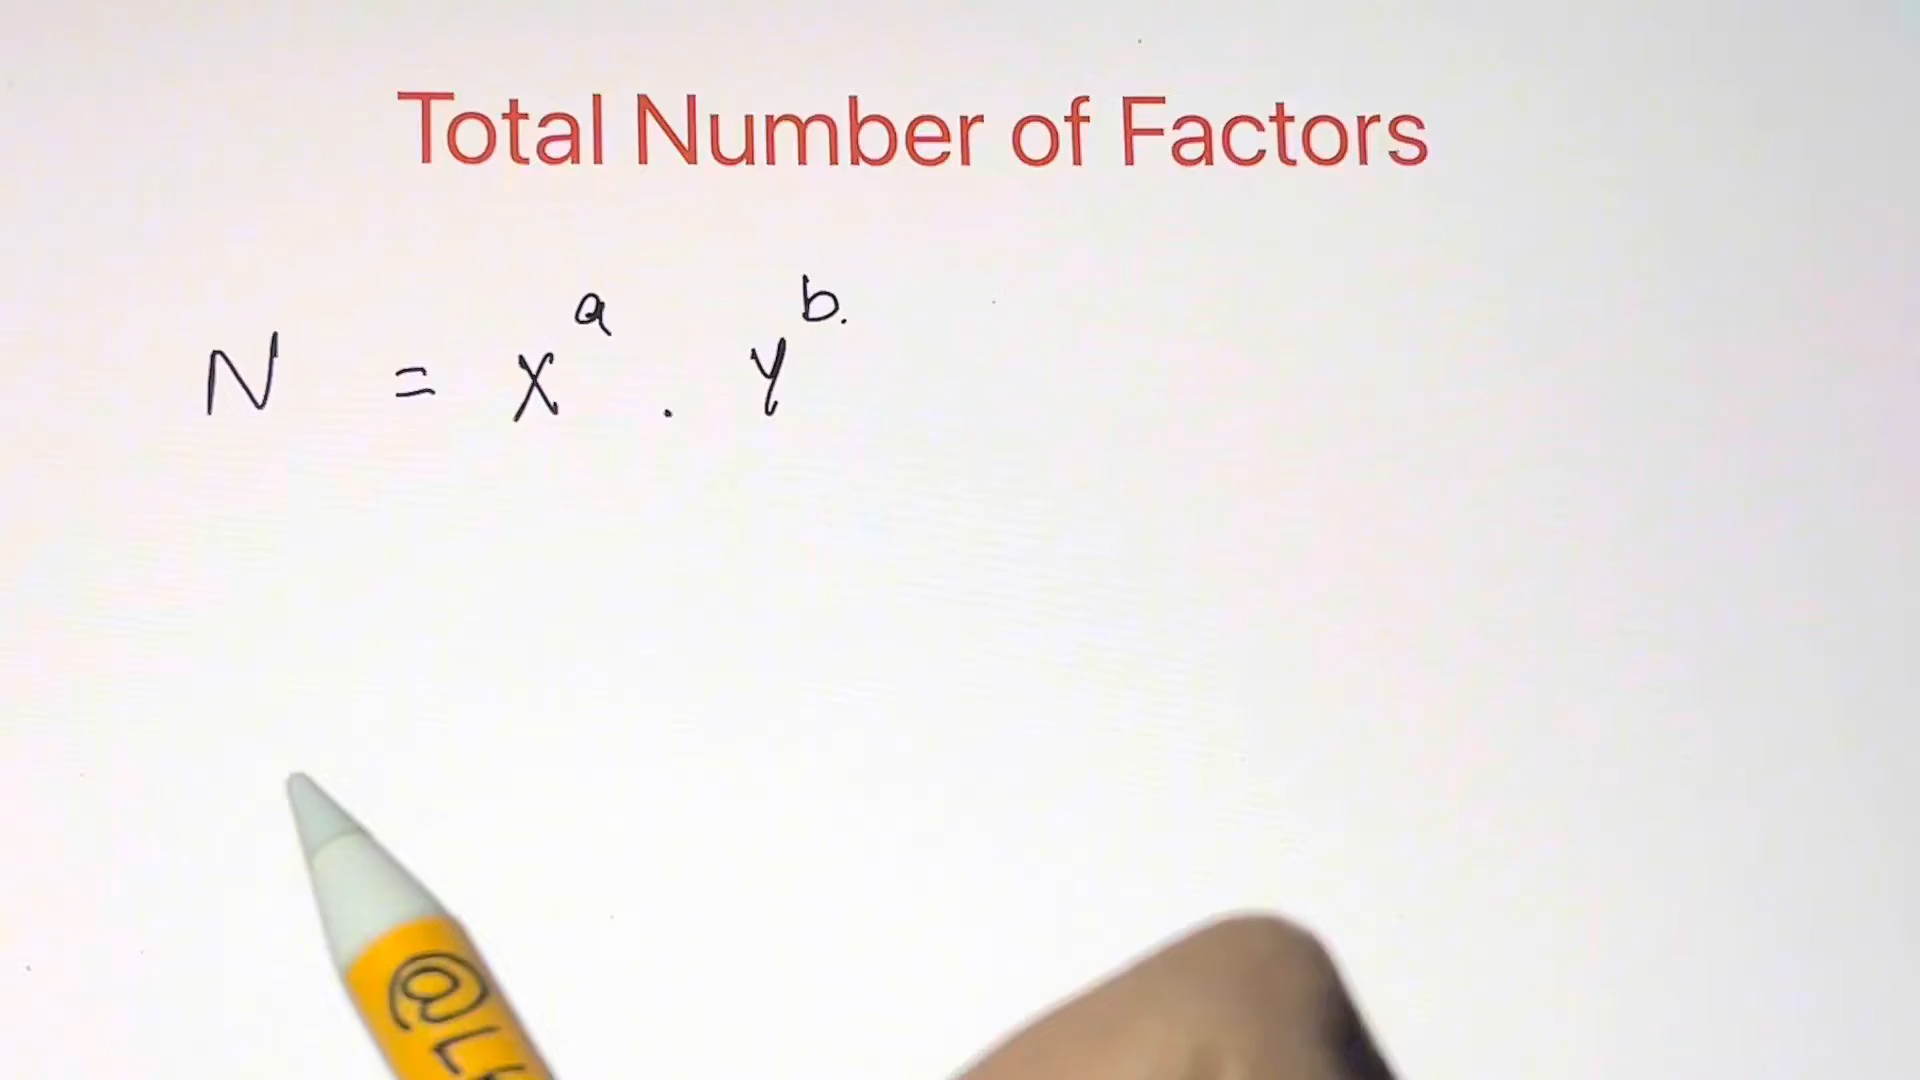 Total Number of Factors
N = x^a . y^b.
@L